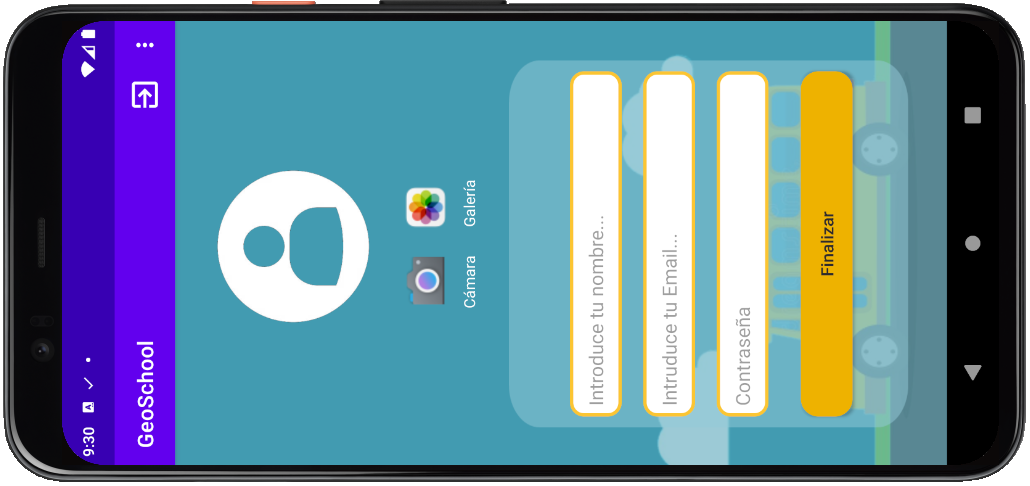 9:30
GeoSchool
Cámara Galería
Introduce tu nombre...
Intruduce tu Email...
Contraseña
Finalizar